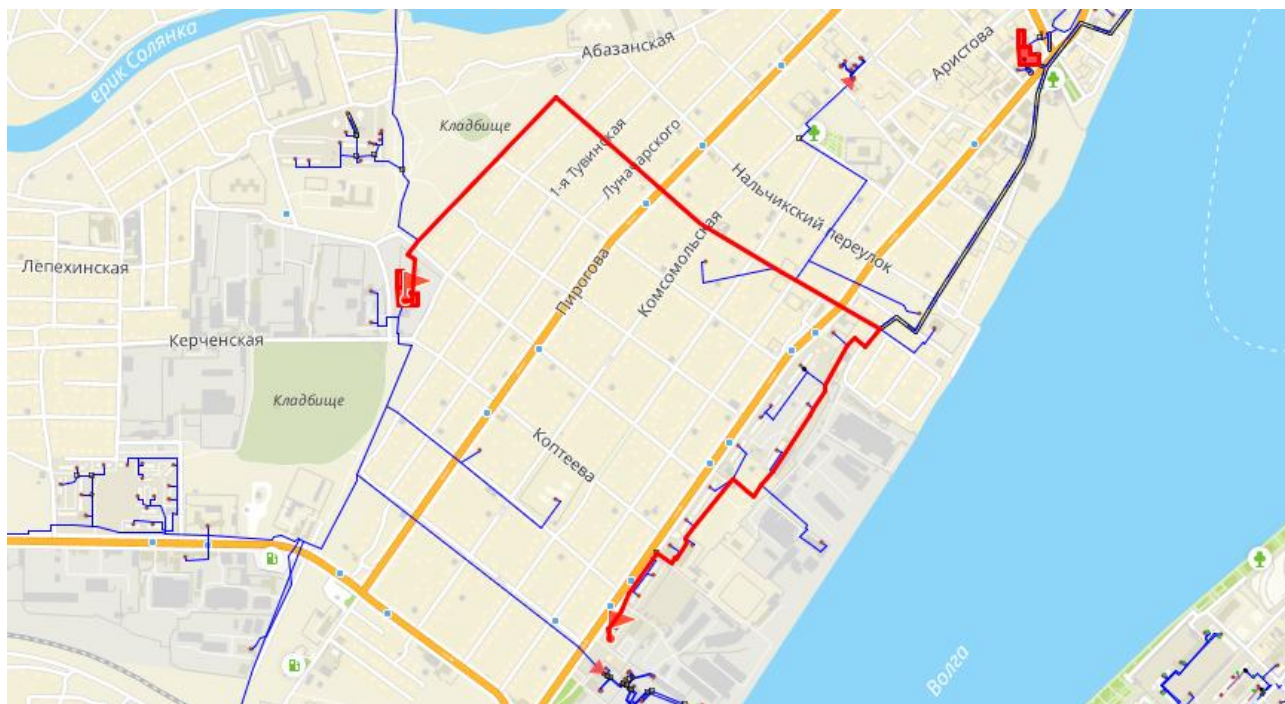 ерик Солянка
Абазанская
Аристова
Кладбище
1-я Тувинская
Луначарского
Нальчикский переулок
Комсомольская
Пирогова
Лепехинская
Керченская
Кладбище
Коптеева
Волга